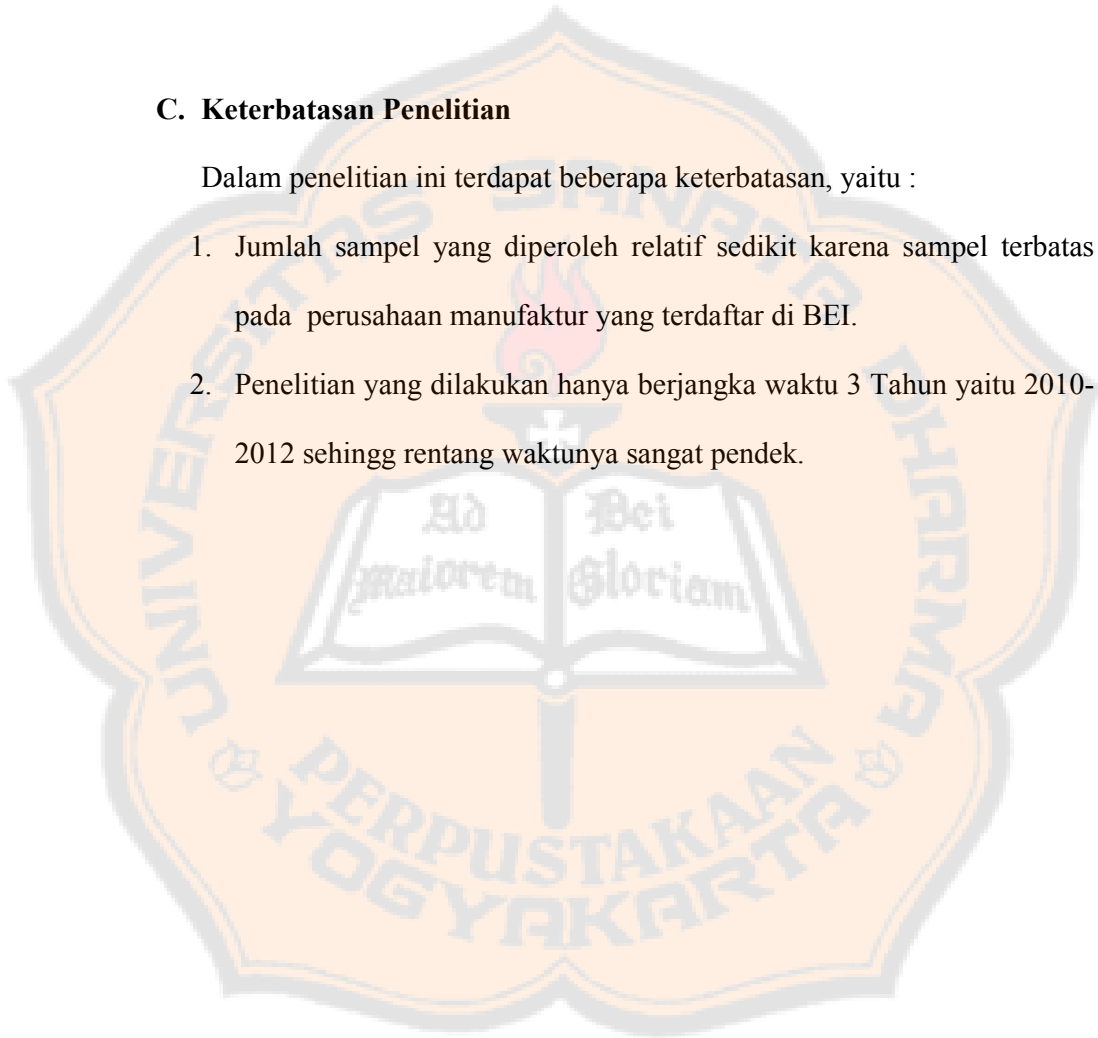 C. Keterbatasan Penelitian
Dalam penelitian ini terdapat beberapa keterbatasan, yaitu :
1. Jumlah sampel yang diperoleh relatif sedikit karena sampel terbatas
pada perusahaan manufaktur yang terdaftar di BEI.
2. Penelitian yang dilakukan hanya berjangka waktu 3 Tahun yaitu 2010-
2012 sehingg rentang waktunya sangat pendek.
UNIVERSITAS SANATA DHARMA
Ad
maiorem
Dei
Gloriam
PERPUSTAKAAN
YOGYAKARTA